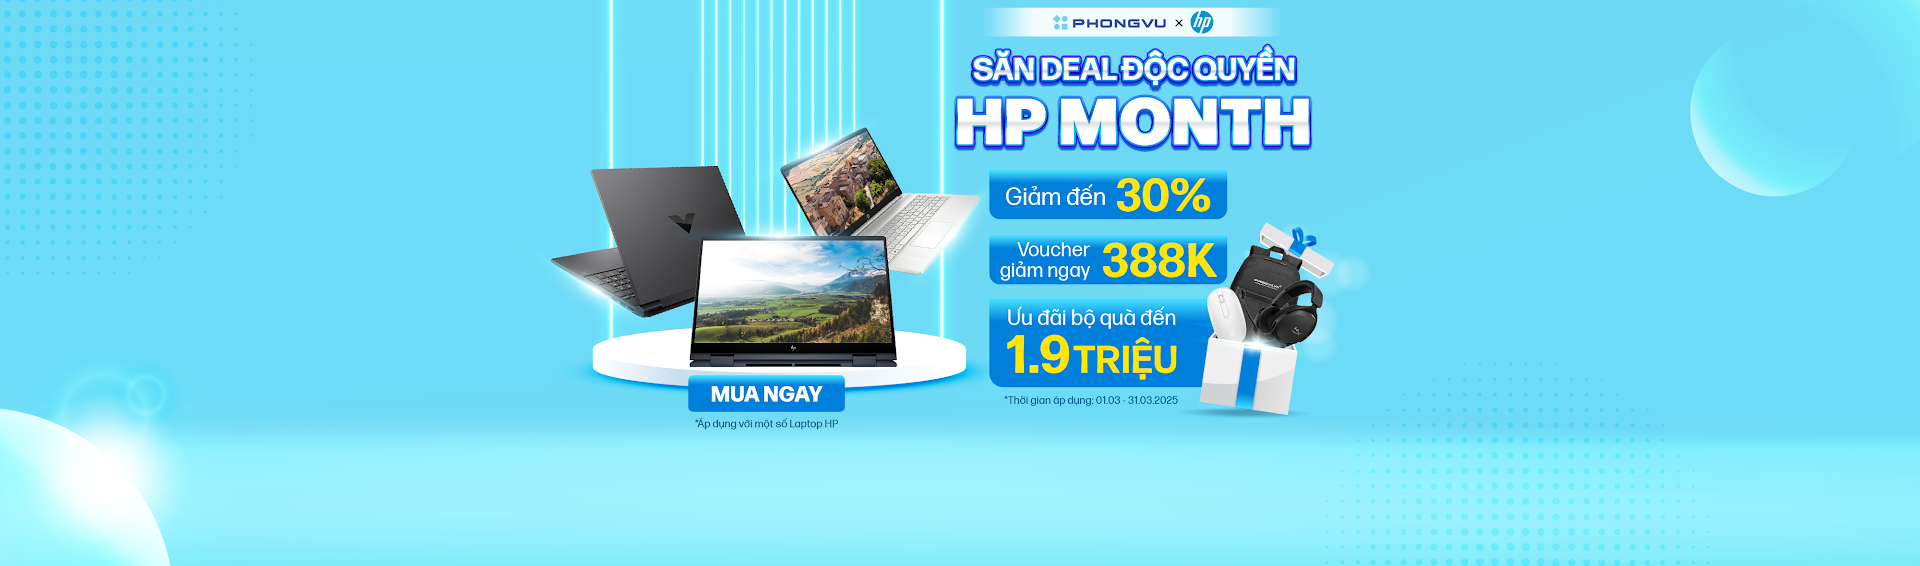 PHONGVU × hp
SĂN DEAL ĐỘC QUYỀN
HP MONTH
Giảm đến 30%
Voucher
giảm ngay 388K
Ưu đãi bộ quà đến
1.9 TRIỆU
*Thời gian áp dụng: 01.03 - 31.03.2025
MUA NGAY
*Áp dụng với một số Laptop HP